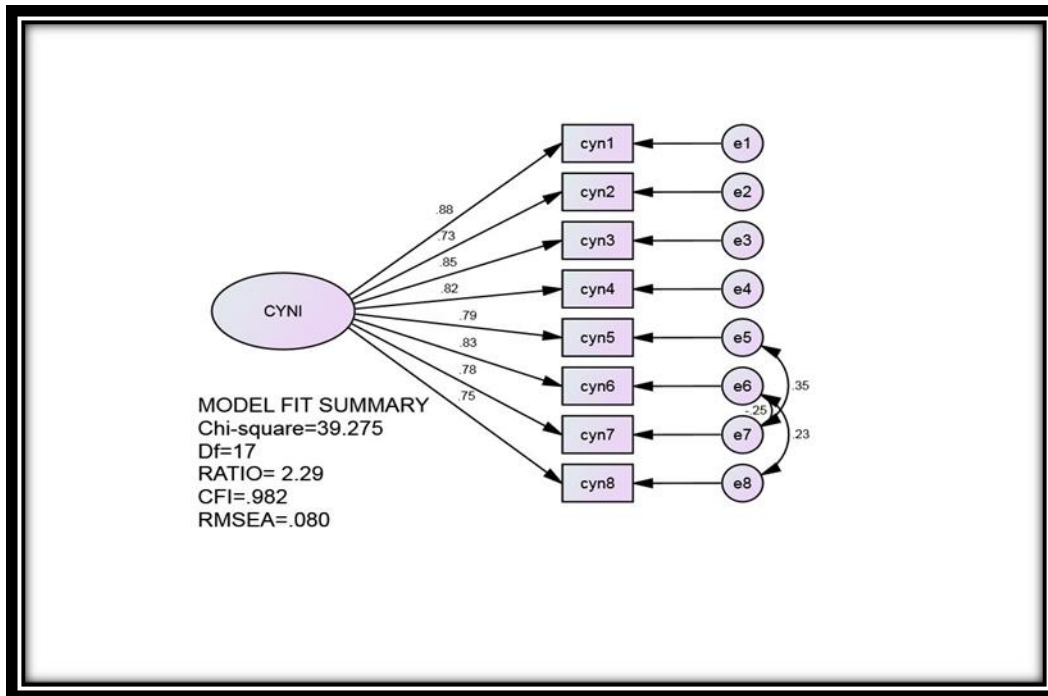 cyn1
e1
cyn2
e2
.88
.73
cyn3
e3
.85
.82
cyn4
e4
CYNI
.79
cyn5
e5
.83
.78
cyn6
e6
.35
.75
-.25
MODEL FIT SUMMARY
Chi-square=39.275
cyn7
e7
.23
Df=17
RATIO= 2.29
cyn8
e8
CFI=.982
RMSEA=.080